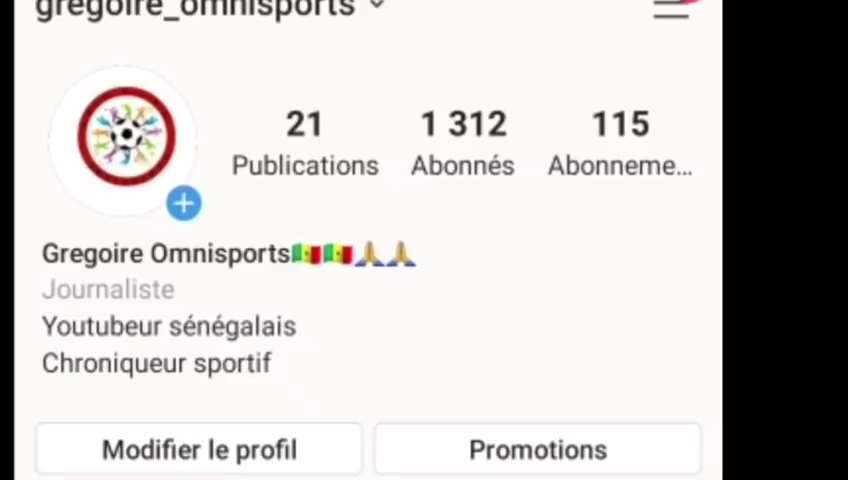 gregoire_omnisports
21 1 312 115
Publications Abonnés Abonneme...
Gregoire Omnisports🇸🇳🇸🇳🙏🙏
Journaliste
Youtubeur sénégalais
Chroniqueur sportif
Modifier le profil Promotions